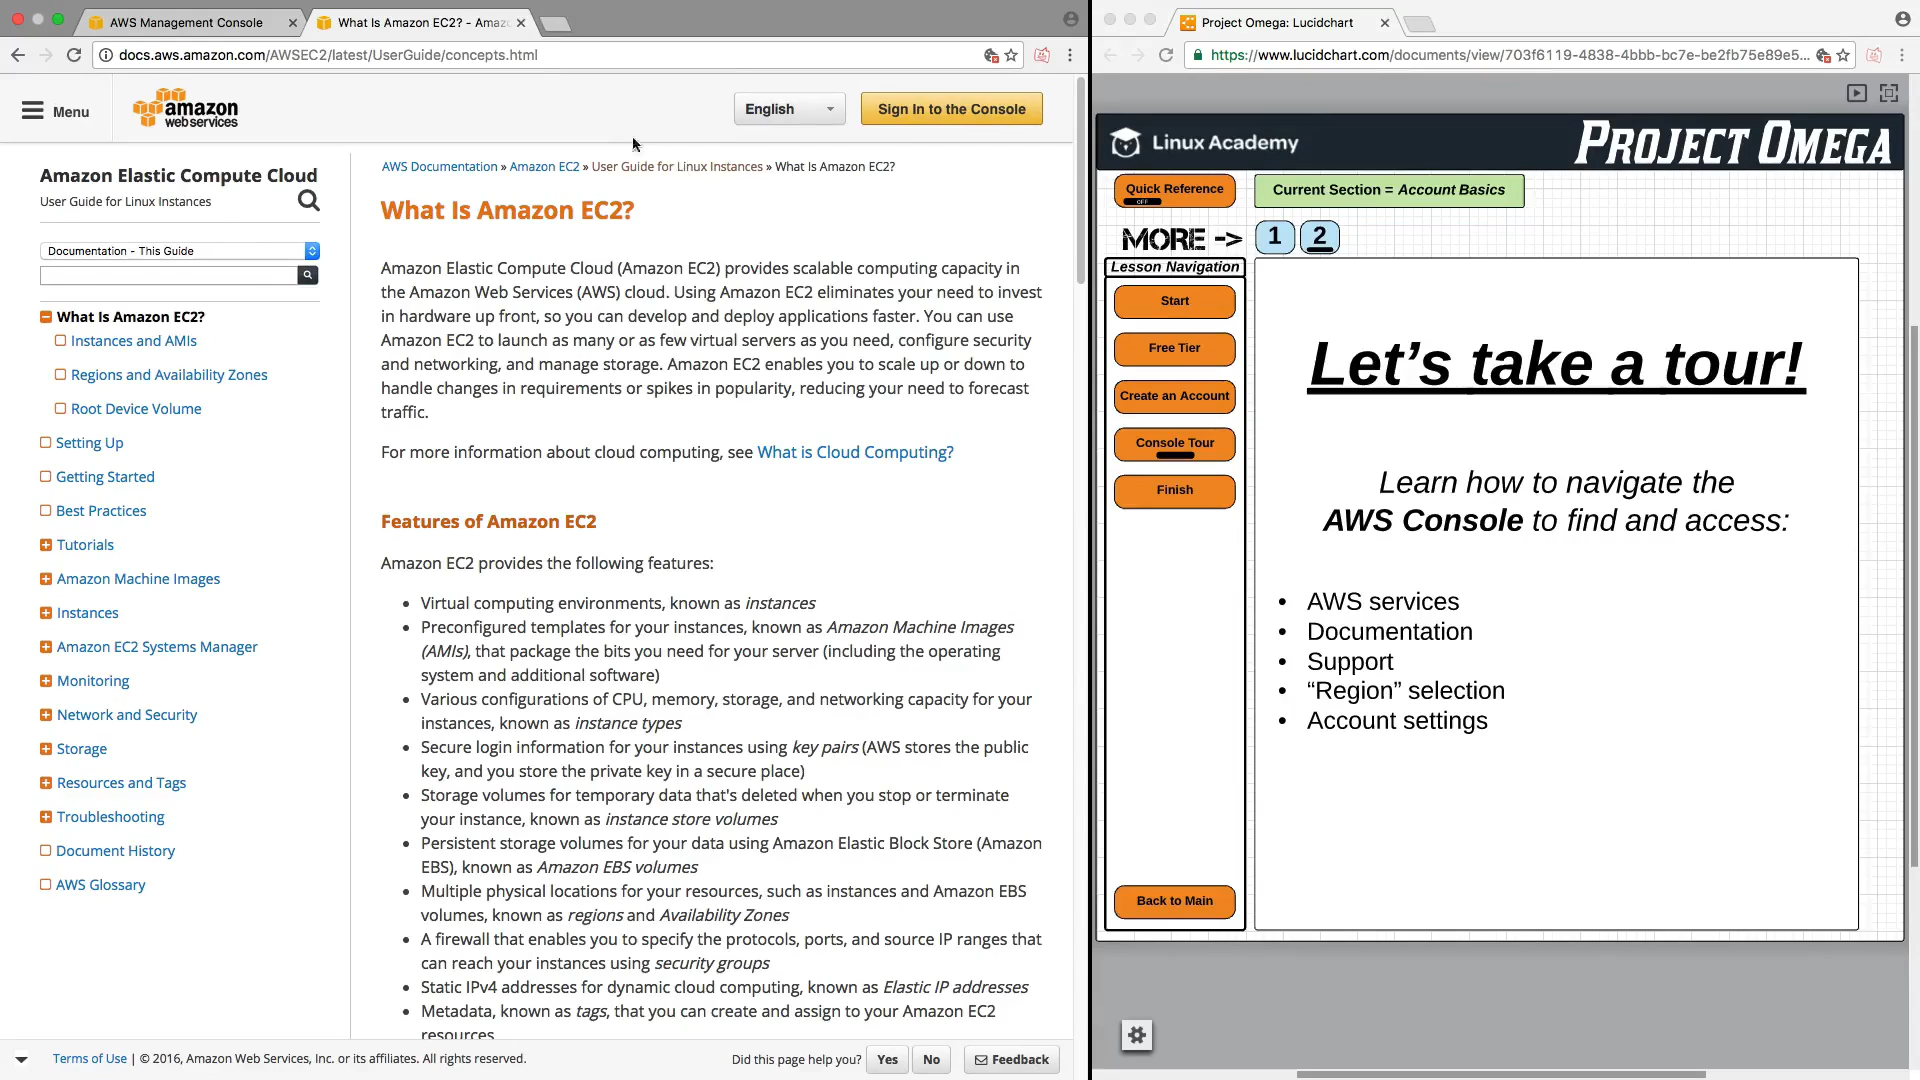 AWS Management Console
What Is Amazon EC2? - Amaz
docs.aws.amazon.com/AWSEC2/latest/UserGuide/concepts.html
Menu
amazon
web services
English
Sign In to the Console
Amazon Elastic Compute Cloud
User Guide for Linux Instances
Documentation - This Guide
What Is Amazon EC2?
Instances and AMIs
Regions and Availability Zones
Root Device Volume
Setting Up
Getting Started
Best Practices
Tutorials
Amazon Machine Images
Instances
Amazon EC2 Systems Manager
Monitoring
Network and Security
Storage
Resources and Tags
Troubleshooting
Document History
AWS Glossary
AWS Documentation » Amazon EC2 » User Guide for Linux Instances » What Is Amazon EC2?
What Is Amazon EC2?
Amazon Elastic Compute Cloud (Amazon EC2) provides scalable computing capacity in
the Amazon Web Services (AWS) cloud. Using Amazon EC2 eliminates your need to invest
in hardware up front, so you can develop and deploy applications faster. You can use
Amazon EC2 to launch as many or as few virtual servers as you need, configure security
and networking, and manage storage. Amazon EC2 enables you to scale up or down to
handle changes in requirements or spikes in popularity, reducing your need to forecast
traffic.
For more information about cloud computing, see What is Cloud Computing?
Features of Amazon EC2
Amazon EC2 provides the following features:
• Virtual computing environments, known as instances
• Preconfigured templates for your instances, known as Amazon Machine Images
(AMIs), that package the bits you need for your server (including the operating
system and additional software)
• Various configurations of CPU, memory, storage, and networking capacity for your
instances, known as instance types
• Secure login information for your instances using key pairs (AWS stores the public
key, and you store the private key in a secure place)
• Storage volumes for temporary data that's deleted when you stop or terminate
your instance, known as instance store volumes
• Persistent storage volumes for your data using Amazon Elastic Block Store (Amazon
EBS), known as Amazon EBS volumes
• Multiple physical locations for your resources, such as instances and Amazon EBS
volumes, known as regions and Availability Zones
• A firewall that enables you to specify the protocols, ports, and source IP ranges that
can reach your instances using security groups
• Static IPv4 addresses for dynamic cloud computing, known as Elastic IP addresses
• Metadata, known as tags, that you can create and assign to your Amazon EC2
resources
Terms of Use | © 2016, Amazon Web Services, Inc. or its affiliates. All rights reserved.
Did this page help you? Yes No Feedback
Project Omega: Lucidchart
https://www.lucidchart.com/documents/view/703f6119-4838-4bbb-bc7e-be2fb75e89e5...
Linux Academy
PROJECT OMEGA
Quick Reference
OFF
Current Section = Account Basics
MORE -> 1 2
Lesson Navigation
Start
Free Tier
Create an Account
Console Tour
Finish
Back to Main
Let’s take a tour!
Learn how to navigate the
AWS Console to find and access:
• AWS services
• Documentation
• Support
• “Region” selection
• Account settings